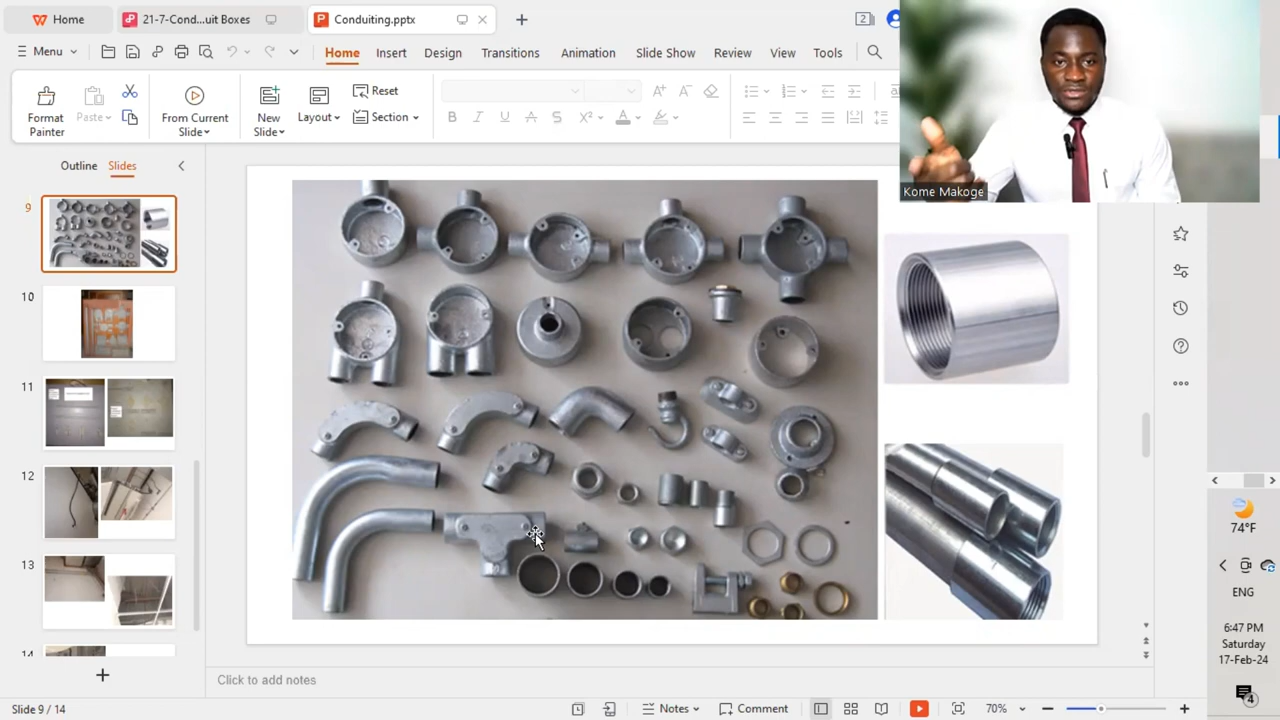 Home
21-7-Cond...uit Boxes
Conduiting.pptx
2
Menu
Home
Insert
Design
Transitions
Animation
Slide Show
Review
View
Tools
Format
Painter
From Current
Slide
New
Slide
Layout
Reset
Section
Outline
Slides
Kome Makoge
9
10
11
12
13
14
74°F
ENG
6:47 PM
Saturday
17-Feb-24
4
Click to add notes
Slide 9 / 14
Notes
Comment
70%